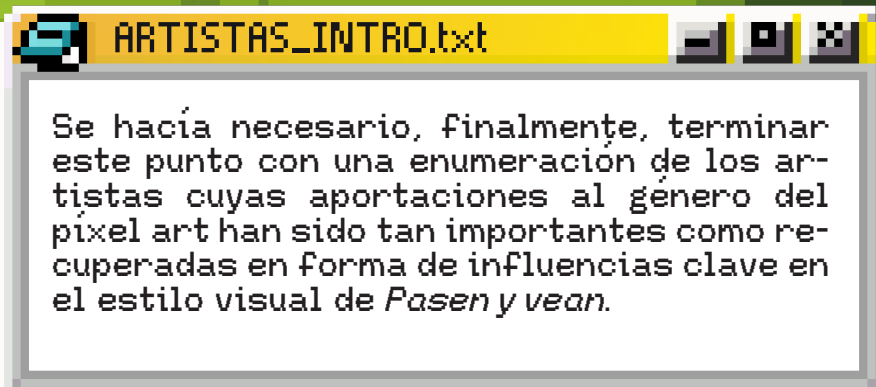 ARTISTAS_INTRO.txt
Se hacía necesario, finalmente, terminar
este punto con una enumeración de los ar-
tistas cuyas aportaciones al género del
píxel art han sido tan importantes como re-
cuperadas en forma de influencias clave en
el estilo visual de Pasen y vean.